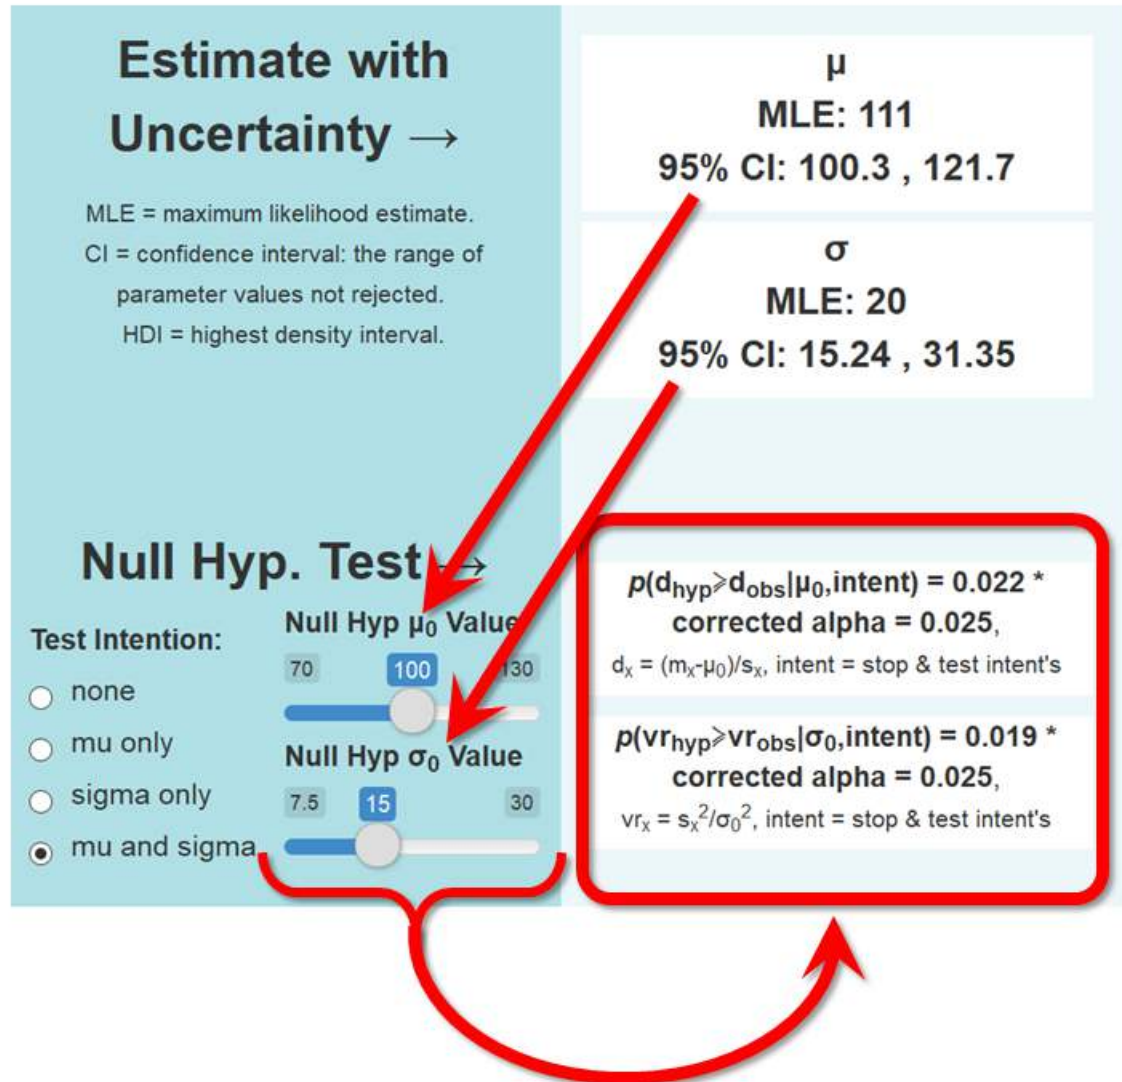 Estimate with
Uncertainty →
MLE = maximum likelihood estimate.
CI = confidence interval: the range of
parameter values not rejected.
HDI = highest density interval.
μ
MLE: 111
95% CI: 100.3 , 121.7
σ
MLE: 20
95% CI: 15.24 , 31.35
Null Hyp. Test →
Test Intention:
none
mu only
sigma only
mu and sigma
Null Hyp μ₀ Value
70 100 130
Null Hyp σ₀ Value
7.5 15 30
p(d_hyp⩾d_obs|μ₀,intent) = 0.022 *
corrected alpha = 0.025,
dₓ = (mₓ-μ₀)/sₓ, intent = stop & test intent's
p(vr_hyp⩾vr_obs|σ₀,intent) = 0.019 *
corrected alpha = 0.025,
vrₓ = sₓ²/σ₀², intent = stop & test intent's